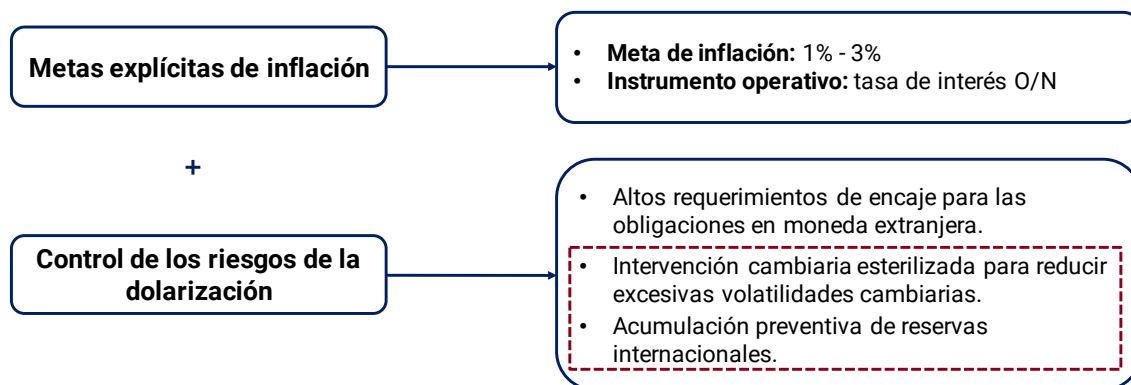 Metas explícitas de inflación
• Meta de inflación: 1% - 3%
• Instrumento operativo: tasa de interés O/N
+
Control de los riesgos de la
dolarización
• Altos requerimientos de encaje para las
obligaciones en moneda extranjera.
• Intervención cambiaria esterilizada para reducir
excesivas volatilidades cambiarias.
• Acumulación preventiva de reservas
internacionales.